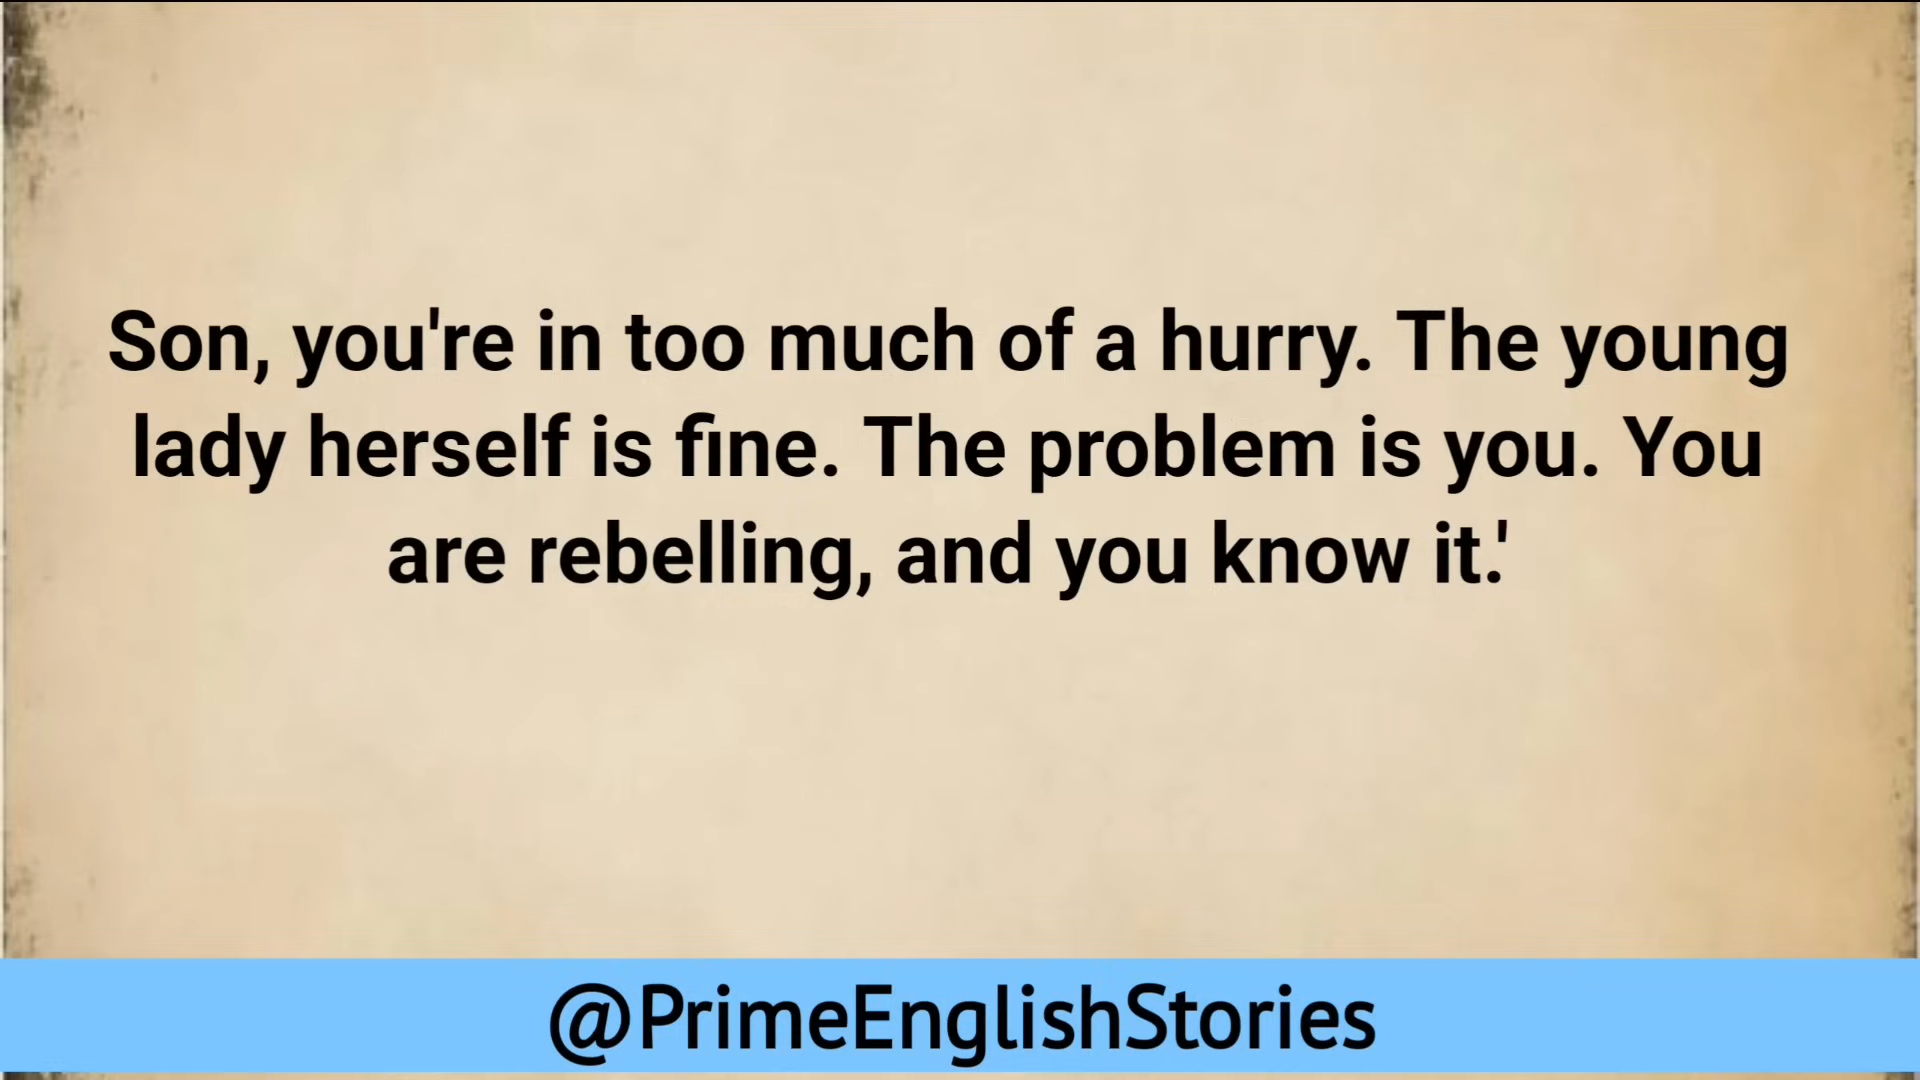 Son, you're in too much of a hurry. The young
lady herself is fine. The problem is you. You
are rebelling, and you know it.'
@PrimeEnglishStories